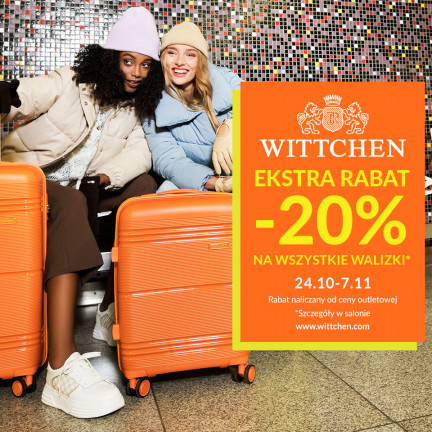 WITTCHEN
EKSTRA RABAT
-20%
NA WSZYSTKIE WALIZKI*
24.10-7.11
Rabat naliczany od ceny outletowej
*Szczegóły w salonie
www.wittchen.com